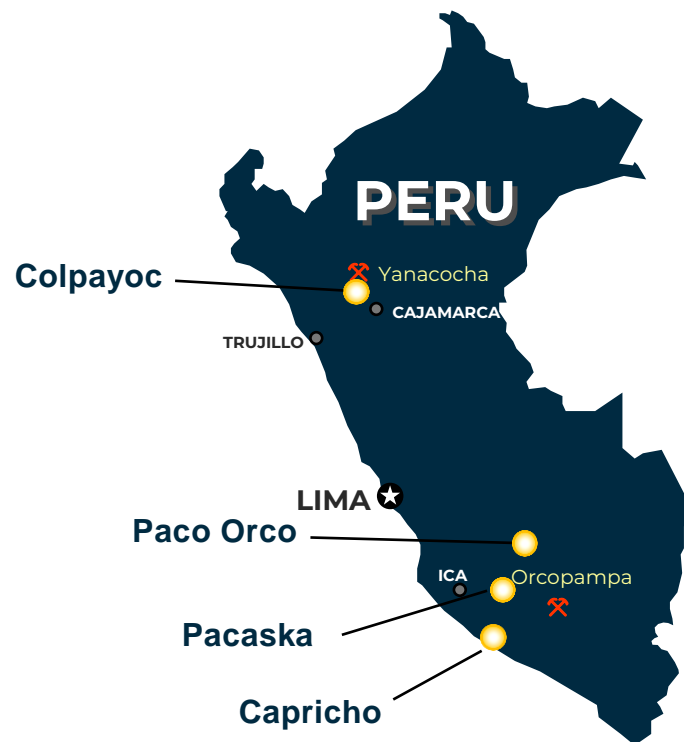 PERU
Colpayoc
Yanacocha
CAJAMARCA
TRUJILLO
LIMA
Paco Orco
ICA
Orcopampa
Pacaska
Capricho